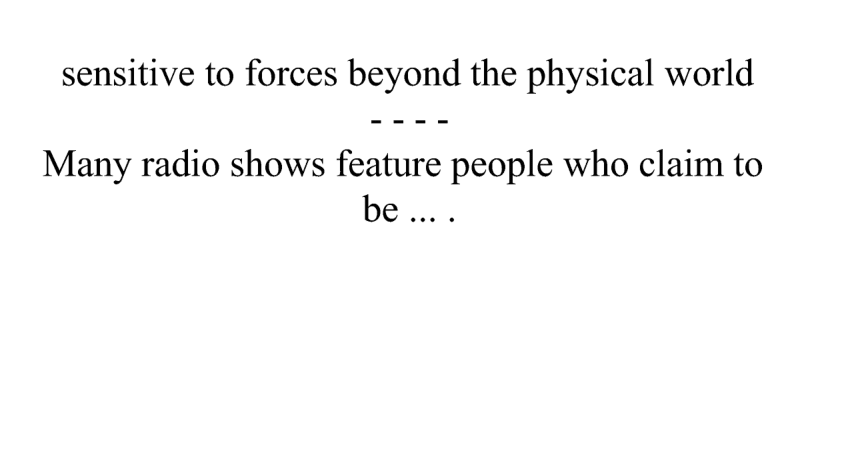 sensitive to forces beyond the physical world
- - - -
Many radio shows feature people who claim to
be ... .